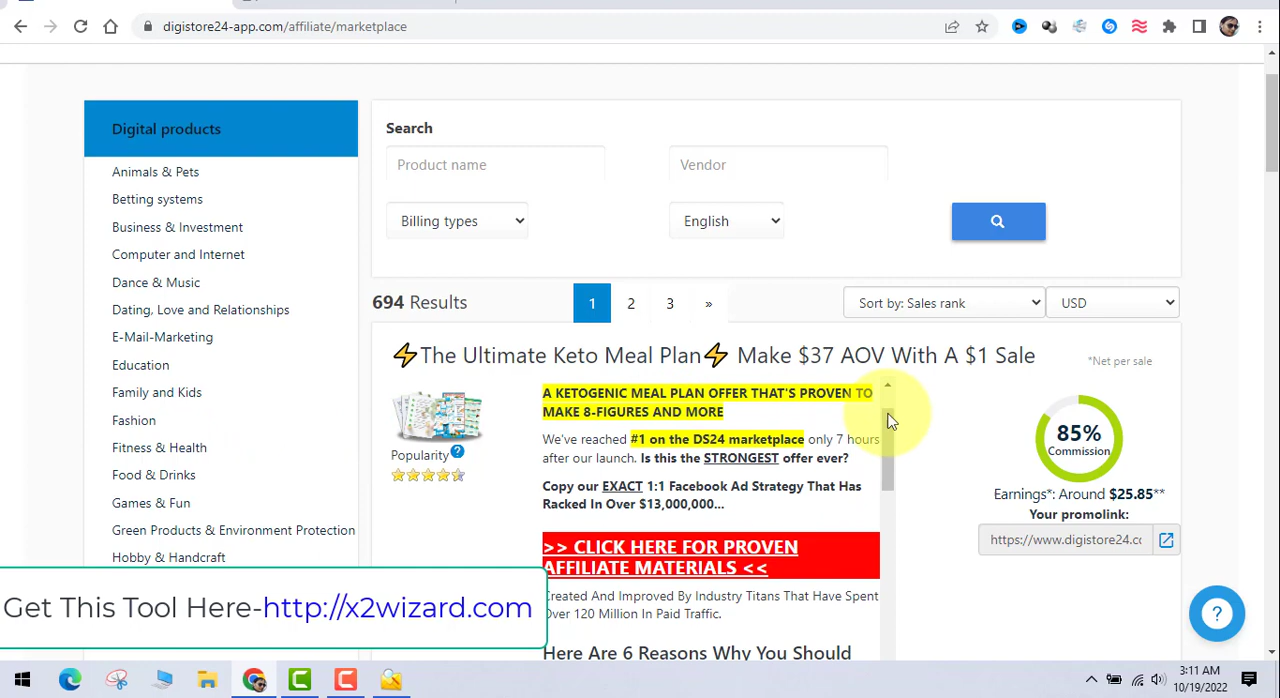 digistore24-app.com/affiliate/marketplace
Digital products
Animals & Pets
Betting systems
Business & Investment
Computer and Internet
Dance & Music
Dating, Love and Relationships
E-Mail-Marketing
Education
Family and Kids
Fashion
Fitness & Health
Food & Drinks
Games & Fun
Green Products & Environment Protection
Hobby & Handcraft
Search
Product name
Vendor
Billing types
English
694 Results
1 2 3 »
Sort by: Sales rank
USD
⚡The Ultimate Keto Meal Plan⚡ Make $37 AOV With A $1 Sale
*Net per sale
Popularity ?
A KETOGENIC MEAL PLAN OFFER THAT'S PROVEN TO
MAKE 8-FIGURES AND MORE
We've reached #1 on the DS24 marketplace only 7 hours
after our launch. Is this the STRONGEST offer ever?
Copy our EXACT 1:1 Facebook Ad Strategy That Has
Racked In Over $13,000,000...
>> CLICK HERE FOR PROVEN
AFFILIATE MATERIALS <<
Created And Improved By Industry Titans That Have Spent
Over 120 Million In Paid Traffic.
Here Are 6 Reasons Why You Should
85%
Commission
Earnings*: Around $25.85**
Your promolink:
https://www.digistore24.cc
?
Get This Tool Here-http://x2wizard.com
3:11 AM
10/19/2022